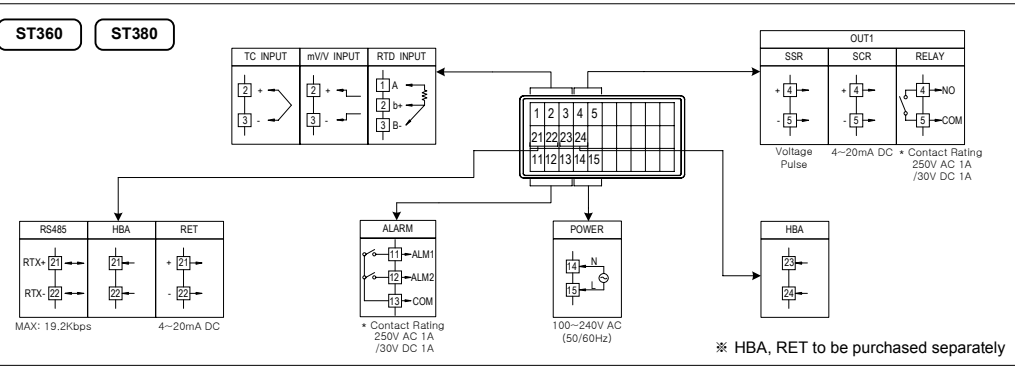 ST360 ST380
TC INPUT mV/V INPUT RTD INPUT
2 + 2 + 1 A
3 - 3 - 2 b+
3 B-
OUT1
SSR SCR RELAY
+ 4 + 4 4 NO
- 5 - 5 5 COM
Voltage Pulse 4~20mA DC * Contact Rating
250V AC 1A
/30V DC 1A
1 2 3 4 5
21 22 23 24
11 12 13 14 15
RS485 HBA RET
RTX+ 21 21 + 21
RTX- 22 22 - 22
MAX: 19.2Kbps 4~20mA DC
ALARM
11 ALM1
12 ALM2
13 COM
* Contact Rating
250V AC 1A
/30V DC 1A
POWER
14 N
15 L
100~240V AC
(50/60Hz)
HBA
23
24
※ HBA, RET to be purchased separately